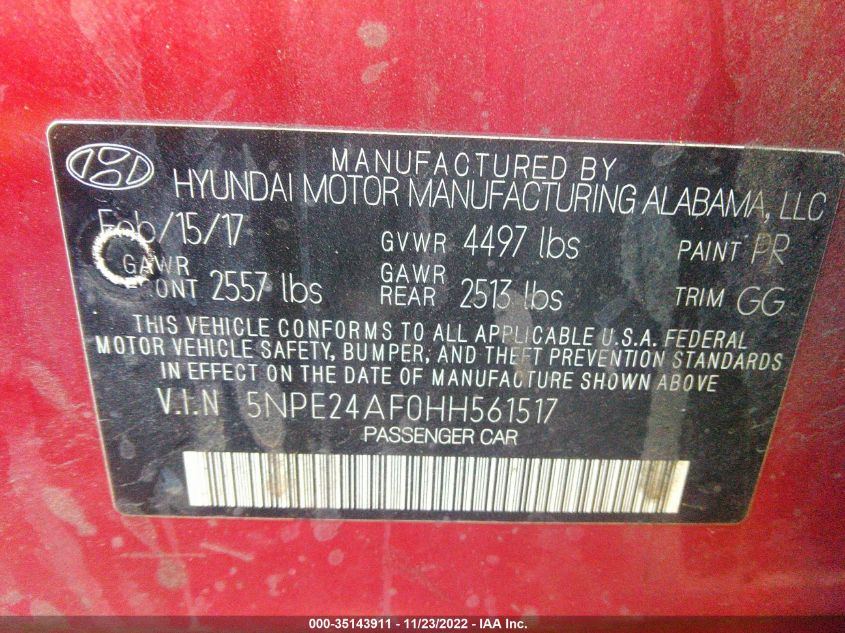 MANUFACTURED BY
HYUNDAI MOTOR MANUFACTURING ALABAMA, LLC
Feb/15/17 GVWR 4497 lbs PAINT PR
GAWR FRONT 2557 lbs GAWR REAR 2513 lbs TRIM GG
THIS VEHICLE CONFORMS TO ALL APPLICABLE U.S.A. FEDERAL
MOTOR VEHICLE SAFETY, BUMPER, AND THEFT PREVENTION STANDARDS
IN EFFECT ON THE DATE OF MANUFACTURE SHOWN ABOVE
V.I.N 5NPE24AF0HH561517
PASSENGER CAR
000-35143911 - 11/23/2022 - IAA Inc.